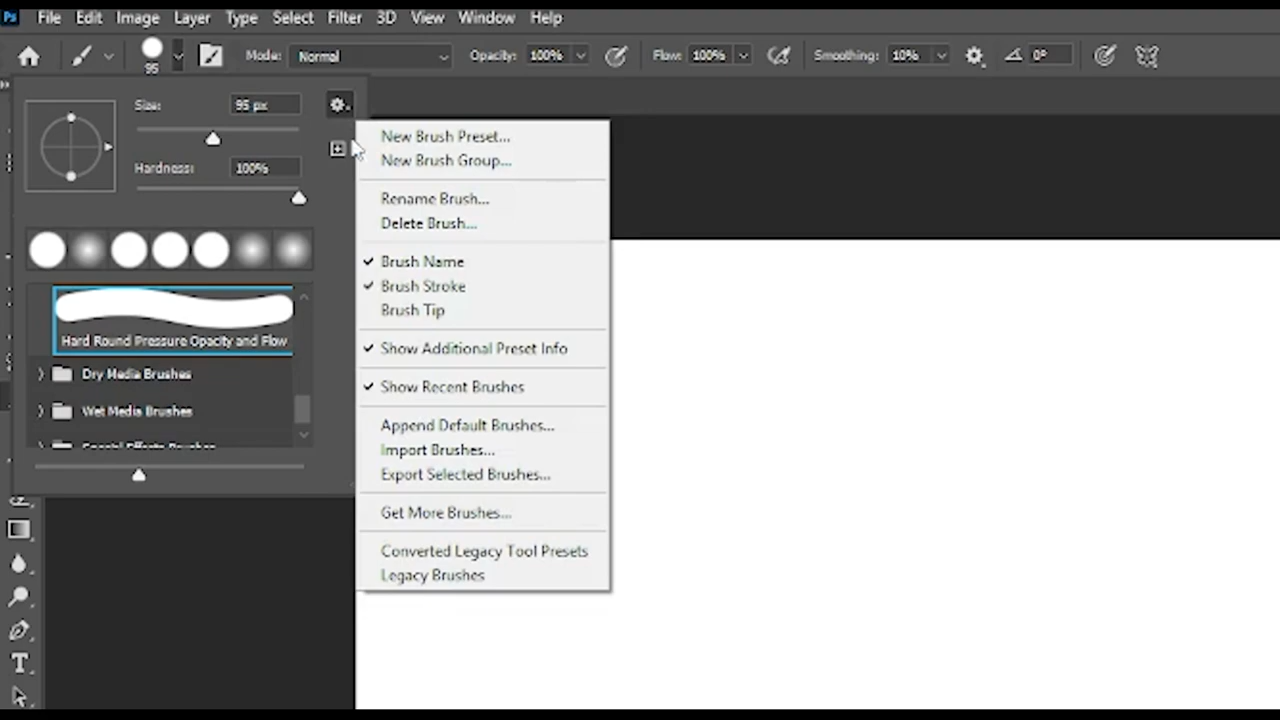 Ps File Edit Image Layer Type Select Filter 3D View Window Help
95 Mode: Normal Opacity: 100% Flow: 100% Smoothing: 10% 0°
Size: 95 px
Hardness: 100%
Hard Round Pressure Opacity and Flow
Dry Media Brushes
Wet Media Brushes
Special Effects Brushes
New Brush Preset...
New Brush Group...
Rename Brush...
Delete Brush...
Brush Name
Brush Stroke
Brush Tip
Show Additional Preset Info
Show Recent Brushes
Append Default Brushes...
Import Brushes...
Export Selected Brushes...
Get More Brushes...
Converted Legacy Tool Presets
Legacy Brushes